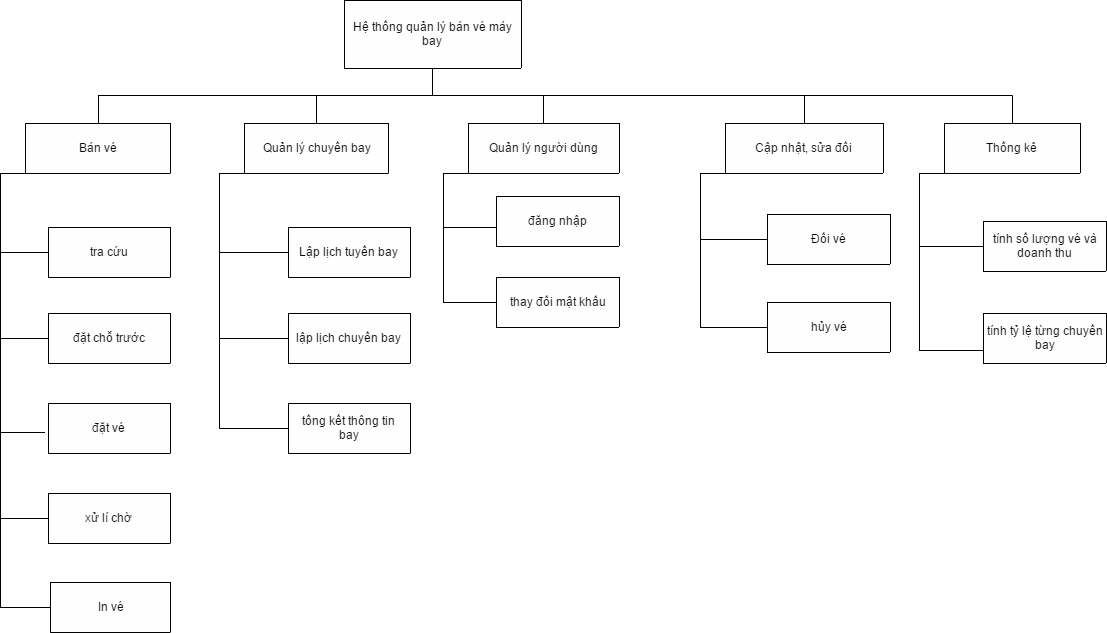 Hệ thống quản lý bán vé máy
bay
Bán vé
Quản lý chuyến bay
Quản lý người dùng
Cập nhật, sửa đổi
Thống kê
tra cứu
đặt chỗ trước
đặt vé
xử lí chờ
In vé
Lập lịch tuyến bay
lập lịch chuyến bay
tổng kết thông tin
bay
đăng nhập
thay đổi mật khẩu
Đổi vé
hủy vé
tính số lượng vé và
doanh thu
tính tỷ lệ từng chuyến
bay